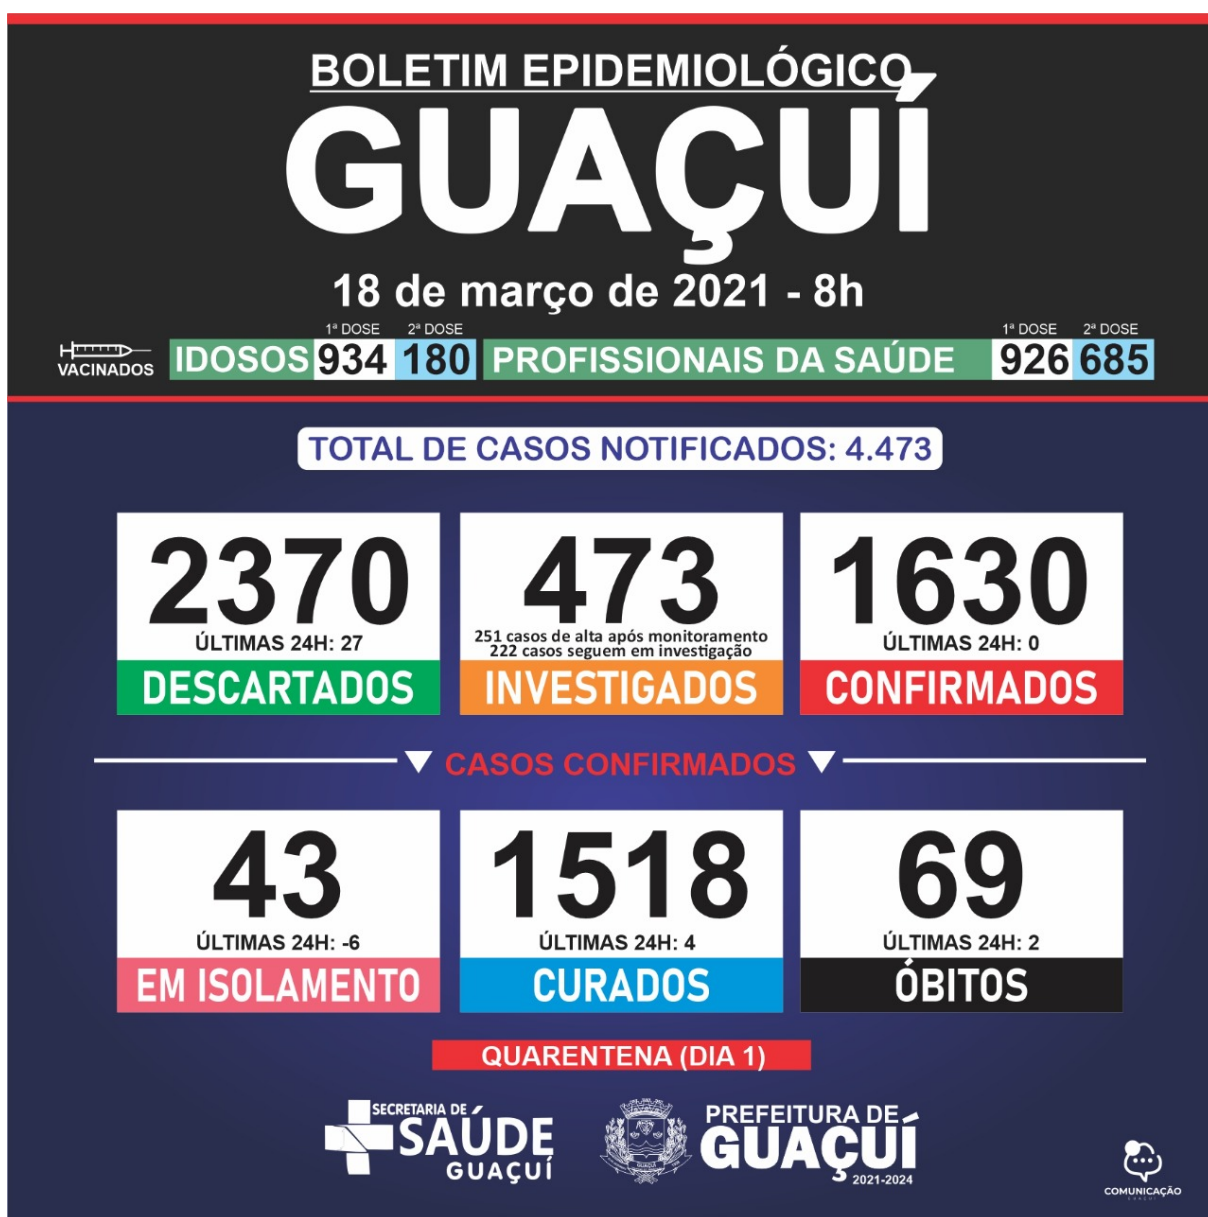 BOLETIM EPIDEMIOLÓGICO
GUAÇUÍ
18 de março de 2021 - 8h
1ª DOSE 2ª DOSE 1ª DOSE 2ª DOSE
VACINADOS IDOSOS 934 180 PROFISSIONAIS DA SAÚDE 926 685
TOTAL DE CASOS NOTIFICADOS: 4.473
2370
ÚLTIMAS 24H: 27
DESCARTADOS
473
251 casos de alta após monitoramento
222 casos seguem em investigação
INVESTIGADOS
1630
ÚLTIMAS 24H: 0
CONFIRMADOS
CASOS CONFIRMADOS
43
ÚLTIMAS 24H: -6
EM ISOLAMENTO
1518
ÚLTIMAS 24H: 4
CURADOS
69
ÚLTIMAS 24H: 2
ÓBITOS
QUARENTENA (DIA 1)
SECRETARIA DE
SAÚDE
GUAÇUÍ
PREFEITURA DE
GUAÇUÍ
2021-2024
COMUNICAÇÃO